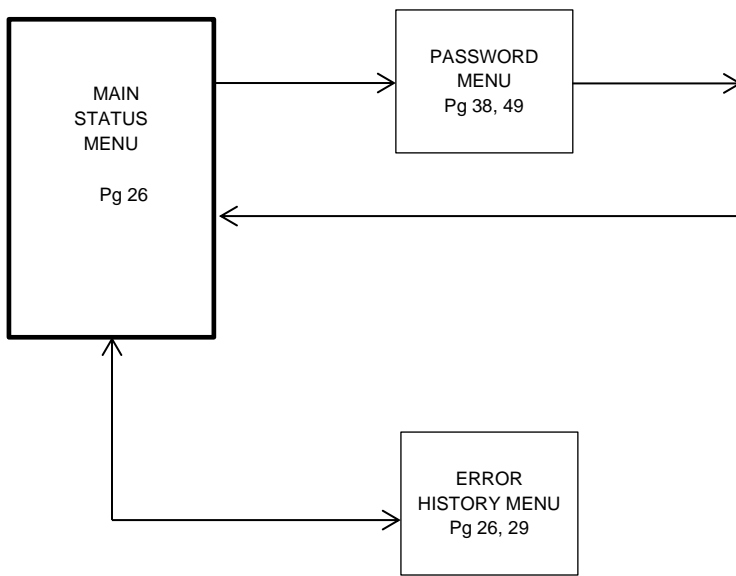 MAIN
STATUS
MENU
Pg 26
PASSWORD
MENU
Pg 38, 49
ERROR
HISTORY MENU
Pg 26, 29